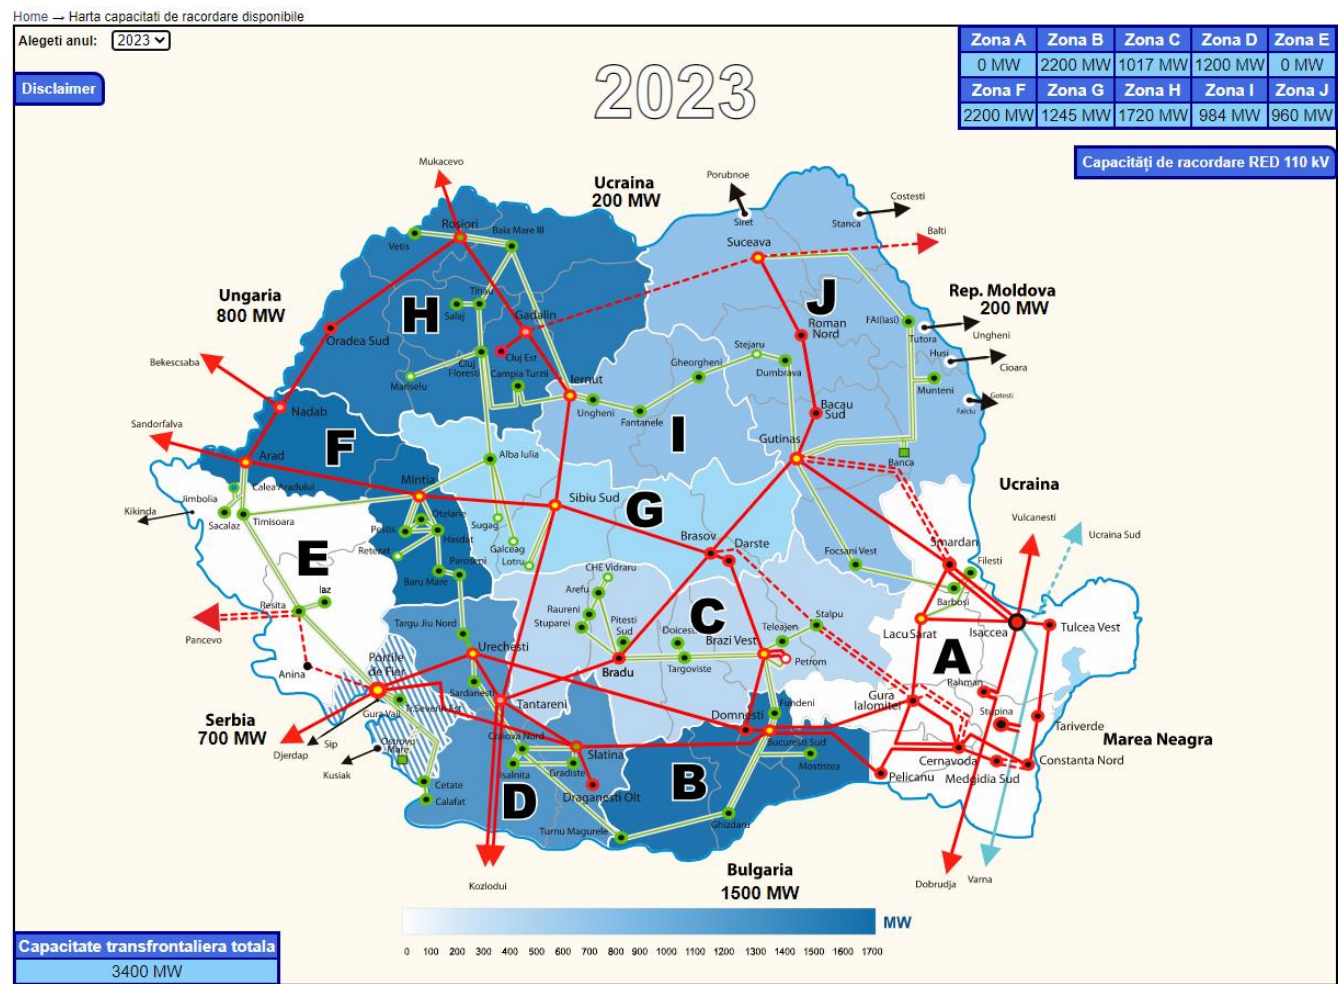 Home → Harta capacitati de racordare disponibile
Alegeti anul: 2023
Disclaimer
2023
Zona A Zona B Zona C Zona D Zona E
0 MW 2200 MW 1017 MW 1200 MW 0 MW
Zona F Zona G Zona H Zona I Zona J
2200 MW 1245 MW 1720 MW 984 MW 960 MW
Capacități de racordare RED 110 kV
Mukacevo
Ucraina
200 MW
Porubnoe
Costesti
Siret
Stanca
Balti
Rosiori
Vetis
Baia Mare III
Suceava
Ungaria
800 MW
Rep. Moldova
200 MW
H
J
Tihau
Salaj
Gadalin
Oradea Sud
Roman
Nord
FAI(Iasi)
Tutora
Ungheni
Husi
Cioara
Cluj
Floresti
Cluj Est
Campia Turzii
Mariselu
Iernut
Gheorgheni
Stejaru
Dumbrava
Munteni
Gotesti
Falciu
Bekescsaba
Nadab
Ungheni
Fantanele
Bacau
Sud
Sandorfalva
F
I
Gutinas
Arad
Alba Iulia
Banca
Calea Aradului
Mintia
Ucraina
Jimbolia
Kikinda
Sacalaz
Timisoara
Otelarie
Pestis
Hasdat
Retezat
Sugag
Galceag
Lotru
Sibiu Sud
G
Vulcanesti
Ucraina Sud
Brasov
Darste
Focsani Vest
Smardan
Filesti
Barbosi
E
Baru Mare
Paroseni
CHE Vidraru
Arefu
Iaz
Resita
Raureni
Stuparei
Pitesti
Sud
C
Doicesti
Brazi Vest
Teleajen
Stalpu
Lacu Sarat
Isaccea
Tulcea Vest
Pancevo
Targu Jiu Nord
Urechesti
Bradu
Targoviste
Petrom
A
Anina
Portile
de Fier
Rahman
Sardanesti
Tantareni
Gura
Ialomitei
Stupina
Gura Vaii
Tr.Severin Est
Domnesti
Fundeni
Tariverde
Serbia
700 MW
Djerdap
Sip
Kusiak
Ostrovu
Mare
Craiova Nord
Slatina
Bucuresti Sud
Mostistea
Marea Neagra
Isalnita
Gradiste
Cernavoda
Medgidia Sud
Constanta Nord
Pelicanu
Cetate
Calafat
D
Draganesti Olt
B
Turnu Magurele
Ghizdaru
Kozlodui
Bulgaria
1500 MW
Dobrudja
Varna
MW
0 100 200 300 400 500 600 700 800 900 1000 1100 1200 1300 1400 1500 1600 1700
Capacitate transfrontaliera totala
3400 MW